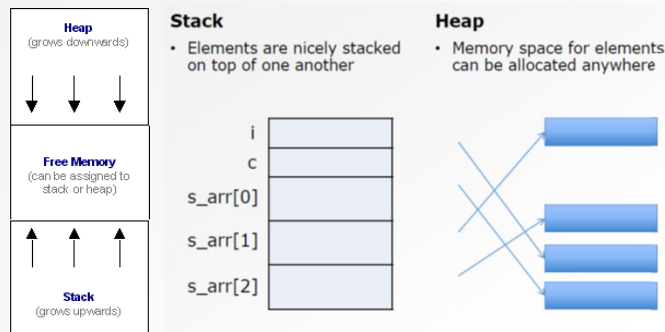 Heap
(grows downwards)
Free Memory
(can be assigned to
stack or heap)
Stack
(grows upwards)
Stack
• Elements are nicely stacked
on top of one another
i
c
s_arr[0]
s_arr[1]
s_arr[2]
Heap
• Memory space for elements
can be allocated anywhere